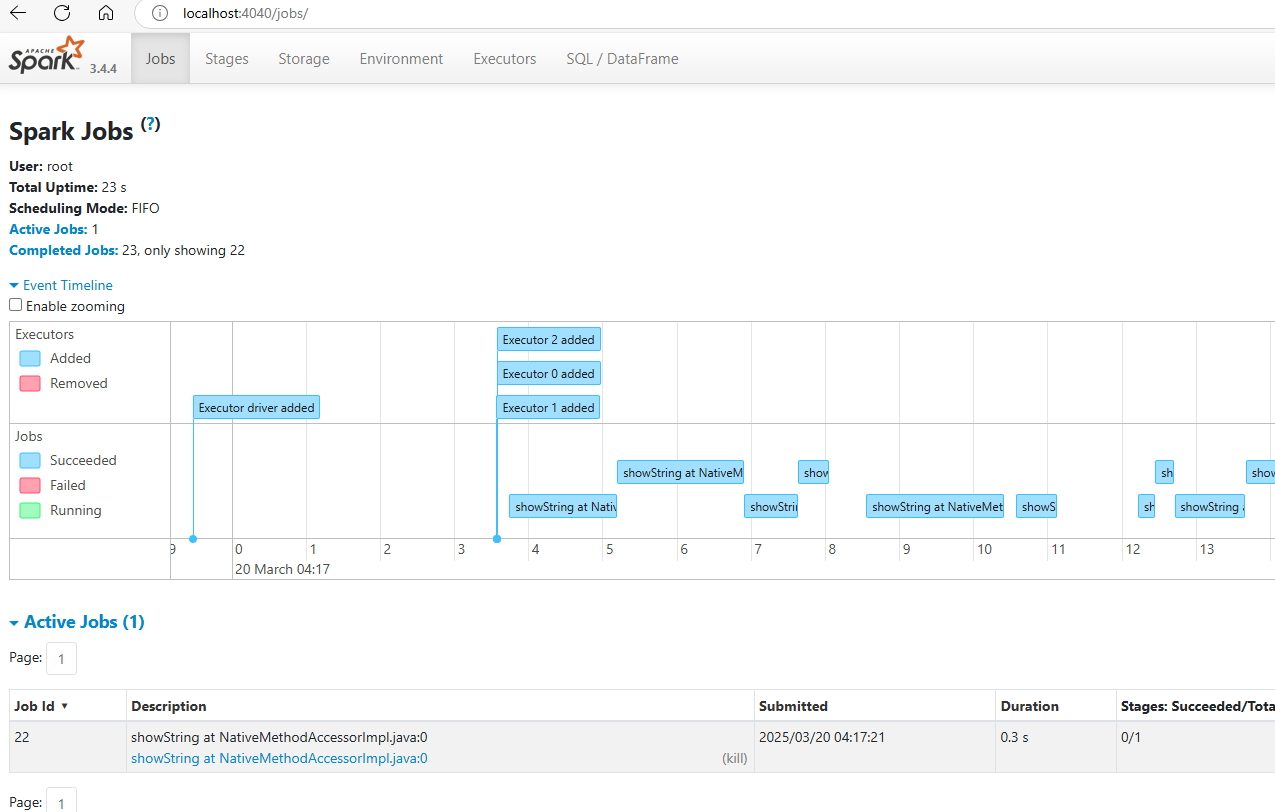 localhost:4040/jobs/
APACHE
Spark 3.4.4 Jobs Stages Storage Environment Executors SQL / DataFrame
Spark Jobs (?)
User: root
Total Uptime: 23 s
Scheduling Mode: FIFO
Active Jobs: 1
Completed Jobs: 23, only showing 22
Event Timeline
Enable zooming
Executors
Added
Removed
Executor 2 added
Executor 0 added
Executor driver added Executor 1 added
Jobs
Succeeded
Failed
Running
showString at NativeM show sh show
showString at Nativ showStri showString at NativeMet showS sh showString
9 0 1 2 3 4 5 6 7 8 9 10 11 12 13
20 March 04:17
Active Jobs (1)
Page: 1
Job Id ▼ Description Submitted Duration Stages: Succeeded/Tota
22 showString at NativeMethodAccessorImpl.java:0 2025/03/20 04:17:21 0.3 s 0/1
showString at NativeMethodAccessorImpl.java:0 (kill)
Page: 1